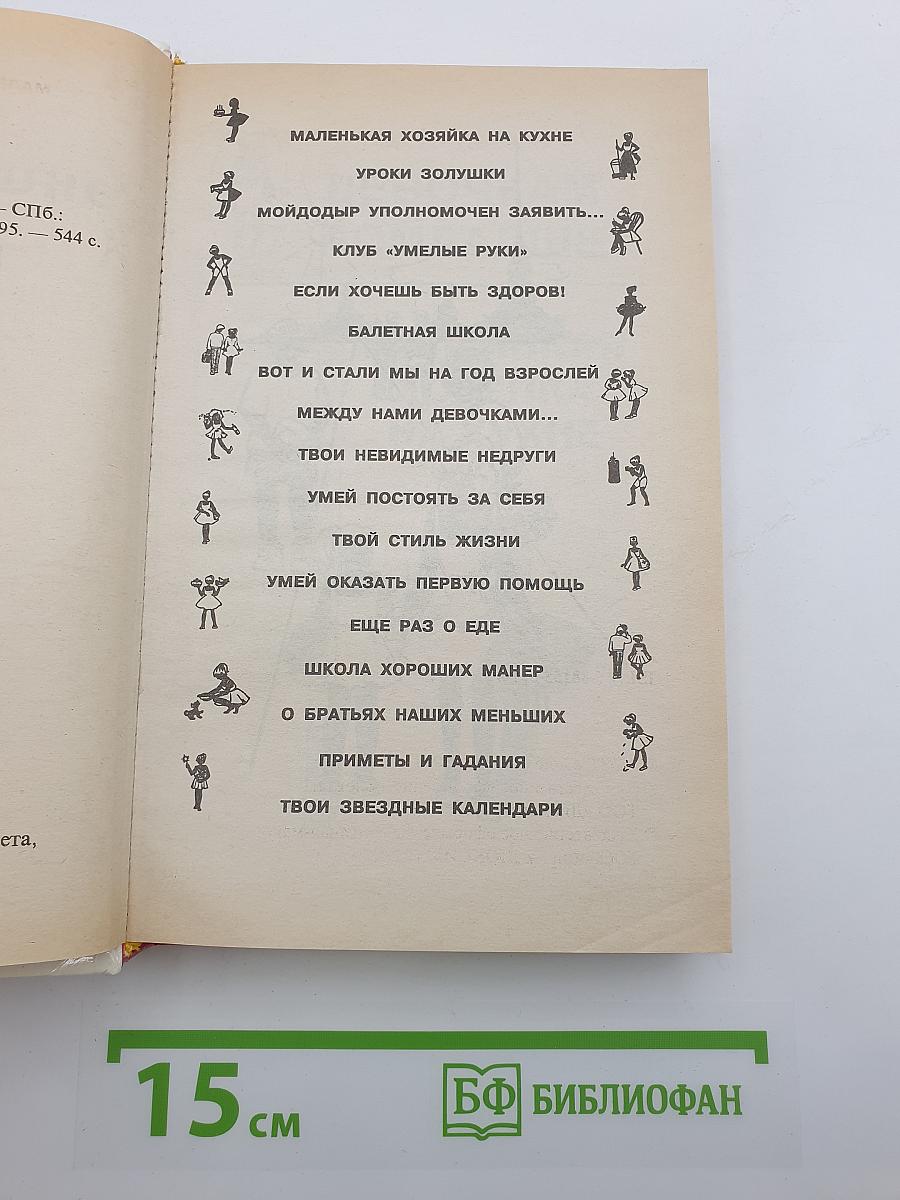 — СПб.:
95. — 544 с.
ета,
МАЛЕНЬКАЯ ХОЗЯЙКА НА КУХНЕ
УРОКИ ЗОЛУШКИ
МОЙДОДЫР УПОЛНОМОЧЕН ЗАЯВИТЬ...
КЛУБ «УМЕЛЫЕ РУКИ»
ЕСЛИ ХОЧЕШЬ БЫТЬ ЗДОРОВ!
БАЛЕТНАЯ ШКОЛА
ВОТ И СТАЛИ МЫ НА ГОД ВЗРОСЛЕЙ
МЕЖДУ НАМИ ДЕВОЧКАМИ...
ТВОИ НЕВИДИМЫЕ НЕДРУГИ
УМЕЙ ПОСТОЯТЬ ЗА СЕБЯ
ТВОЙ СТИЛЬ ЖИЗНИ
УМЕЙ ОКАЗАТЬ ПЕРВУЮ ПОМОЩЬ
ЕЩЕ РАЗ О ЕДЕ
ШКОЛА ХОРОШИХ МАНЕР
О БРАТЬЯХ НАШИХ МЕНЬШИХ
ПРИМЕТЫ И ГАДАНИЯ
ТВОИ ЗВЕЗДНЫЕ КАЛЕНДАРИ
15 см
БФ БИБЛИОФАН